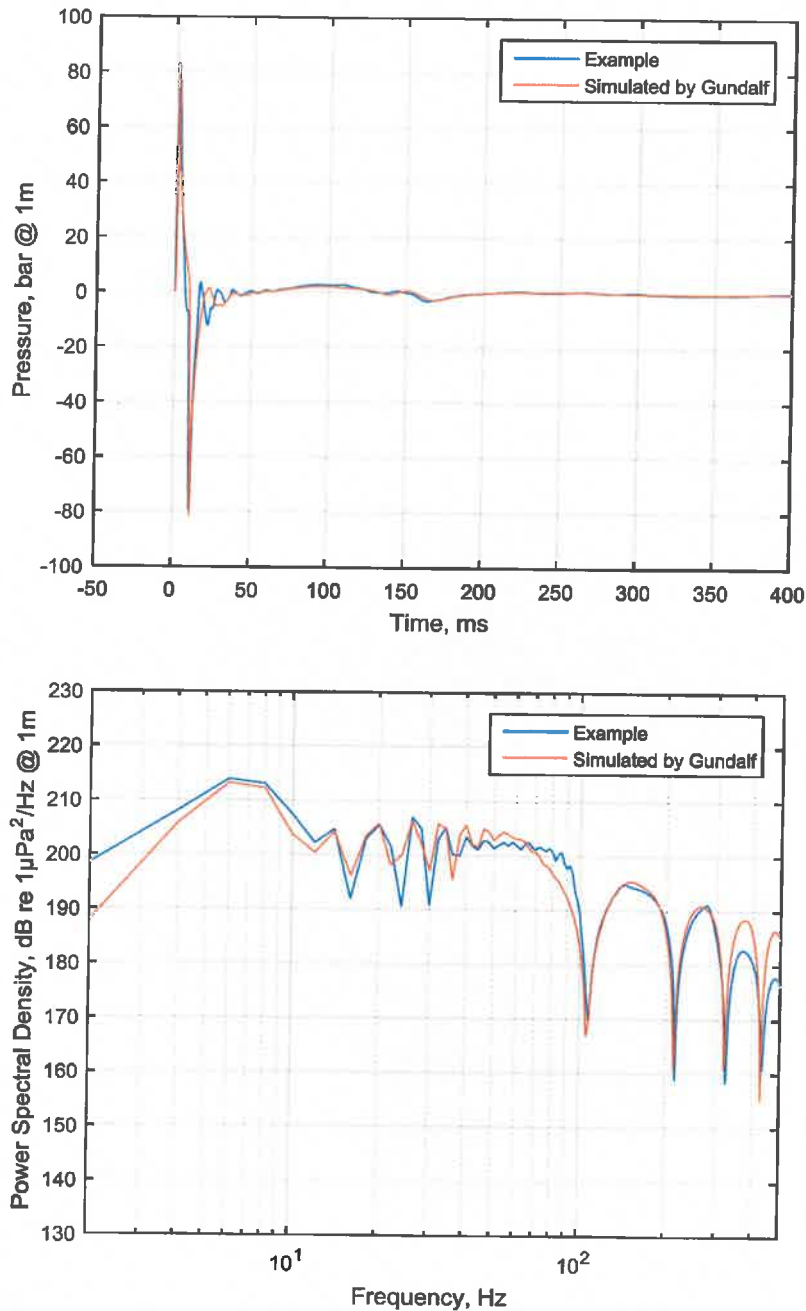 100
80
60
40
20
0
-20
-40
-60
-80
-100
Pressure, bar @ 1m
Example
Simulated by Gundalf
-50 0 50 100 150 200 250 300 350 400
Time, ms
230
220
210
200
190
180
170
160
150
140
130
Power Spectral Density, dB re 1µPa²/Hz @ 1m
Example
Simulated by Gundalf
10¹ 10²
Frequency, Hz